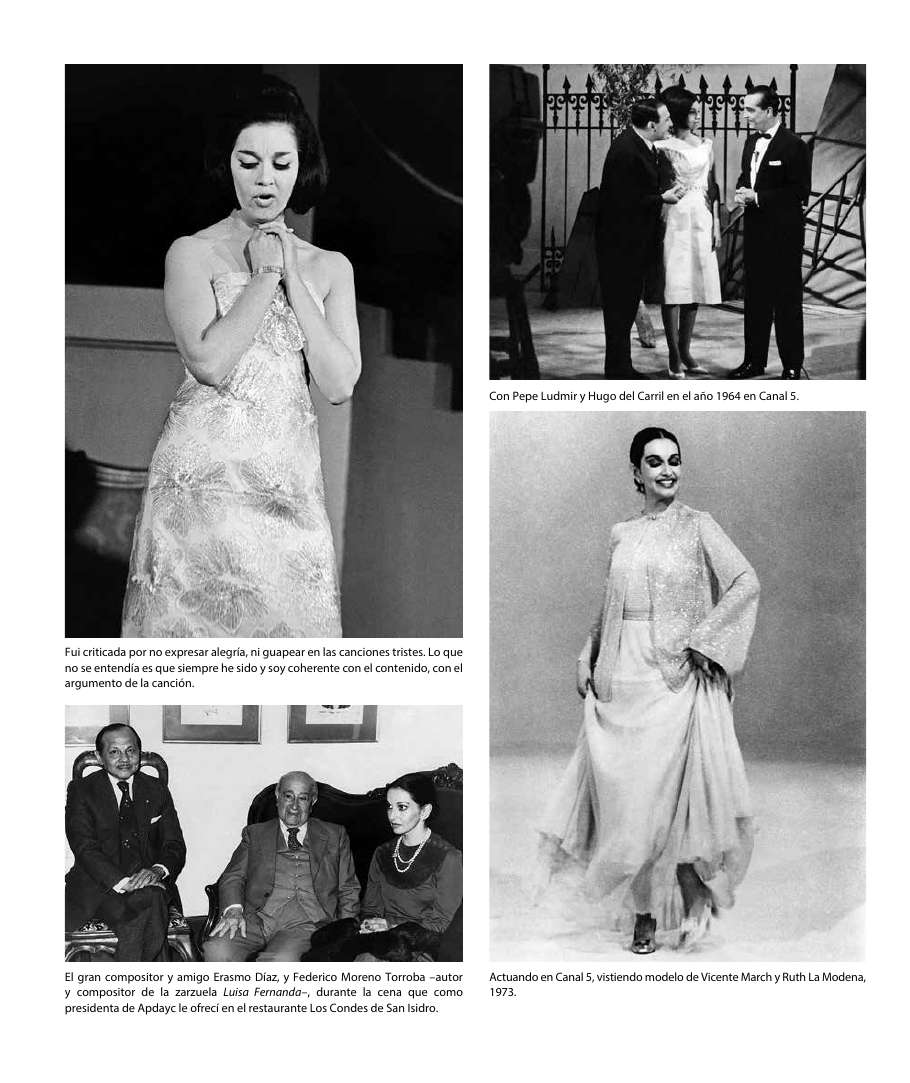 Fui criticada por no expresar alegría, ni guapear en las canciones tristes. Lo que
no se entendía es que siempre he sido y soy coherente con el contenido, con el
argumento de la canción.
El gran compositor y amigo Erasmo Díaz, y Federico Moreno Torroba –autor
y compositor de la zarzuela Luisa Fernanda–, durante la cena que como
presidenta de Apdayc le ofrecí en el restaurante Los Condes de San Isidro.
Con Pepe Ludmir y Hugo del Carril en el año 1964 en Canal 5.
Actuando en Canal 5, vistiendo modelo de Vicente March y Ruth La Modena,
1973.